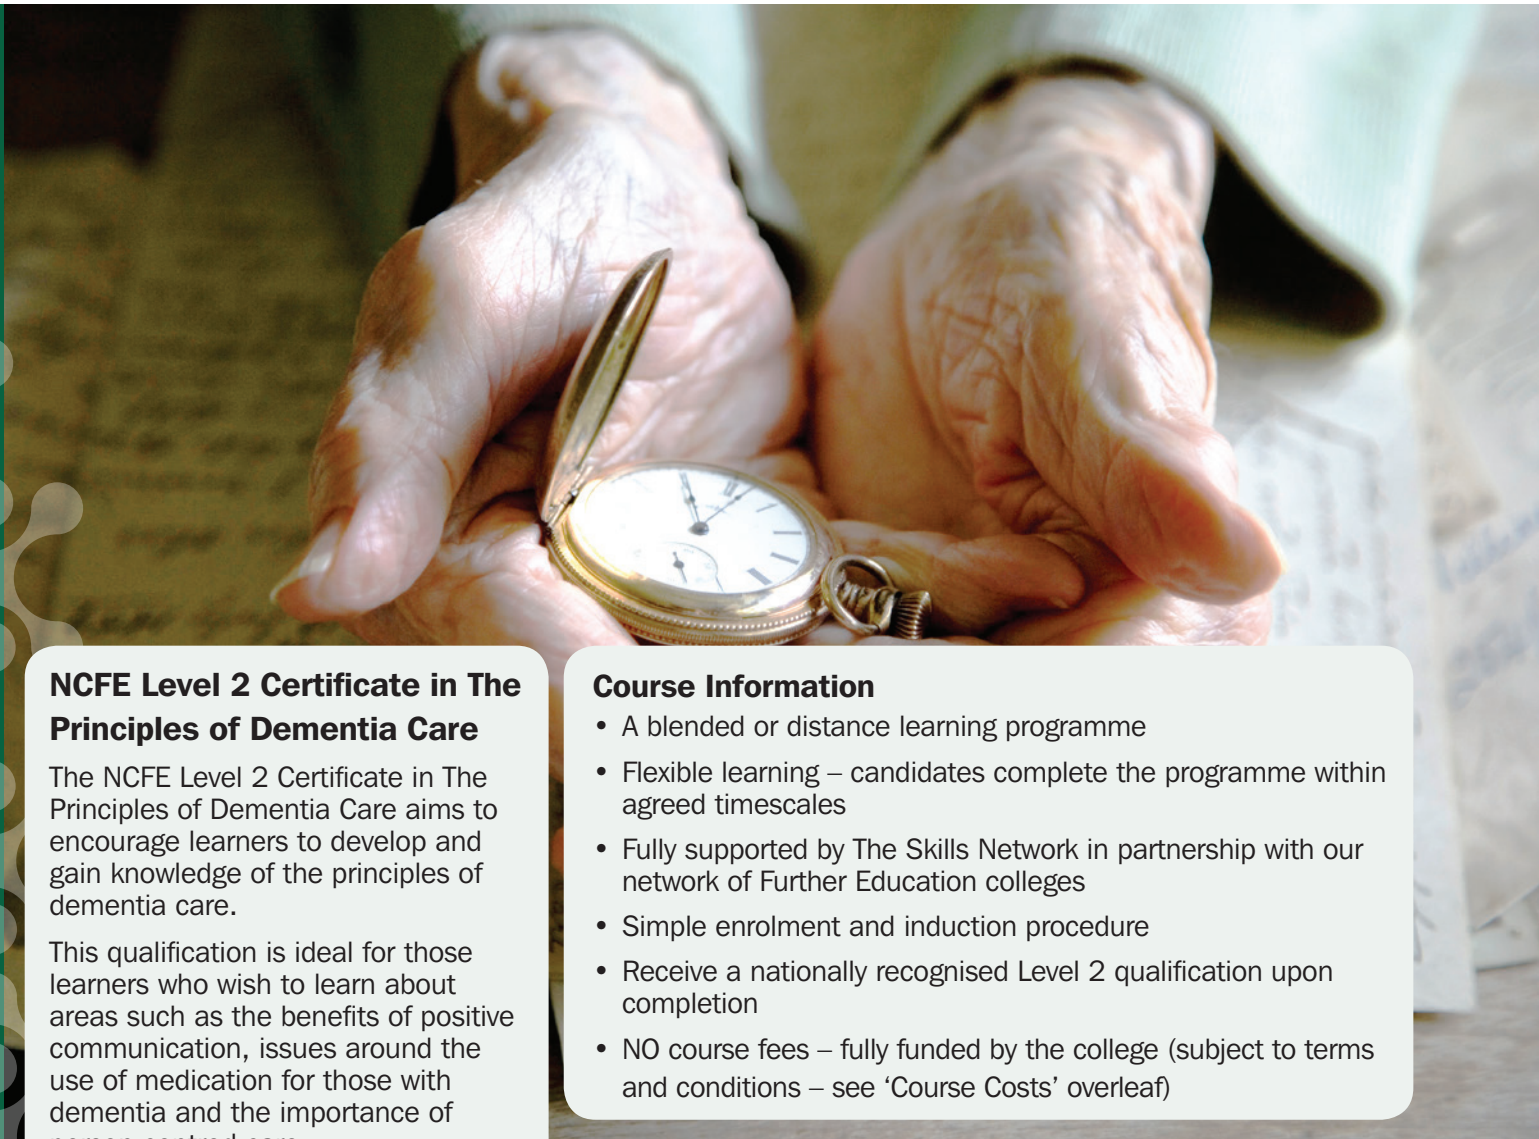 NCFE Level 2 Certificate in The
Principles of Dementia Care
The NCFE Level 2 Certificate in The
Principles of Dementia Care aims to
encourage learners to develop and
gain knowledge of the principles of
dementia care.
This qualification is ideal for those
learners who wish to learn about
areas such as the benefits of positive
communication, issues around the
use of medication for those with
dementia and the importance of
Course Information
• A blended or distance learning programme
• Flexible learning – candidates complete the programme within
agreed timescales
• Fully supported by The Skills Network in partnership with our
network of Further Education colleges
• Simple enrolment and induction procedure
• Receive a nationally recognised Level 2 qualification upon
completion
• NO course fees – fully funded by the college (subject to terms
and conditions – see ‘Course Costs’ overleaf)